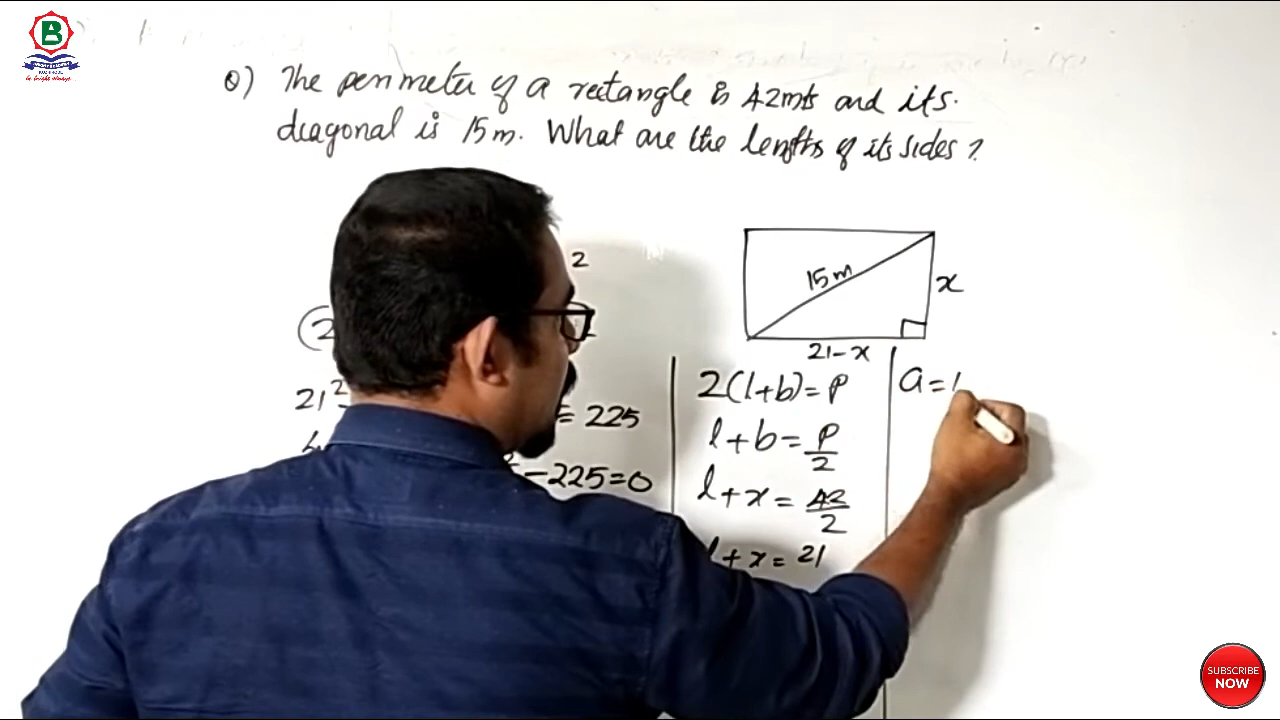 B
Q) The perimeter of a rectangle is 42mts and its.
diagonal is 15m. What are the lengths of its sides?
2
(2
21²
= 225
– 225 = 0
15m
x
21 – x
2(l+b) = P
l + b = P/2
l + x = 42/2
l + x = 21
a = 1
SUBSCRIBE
NOW